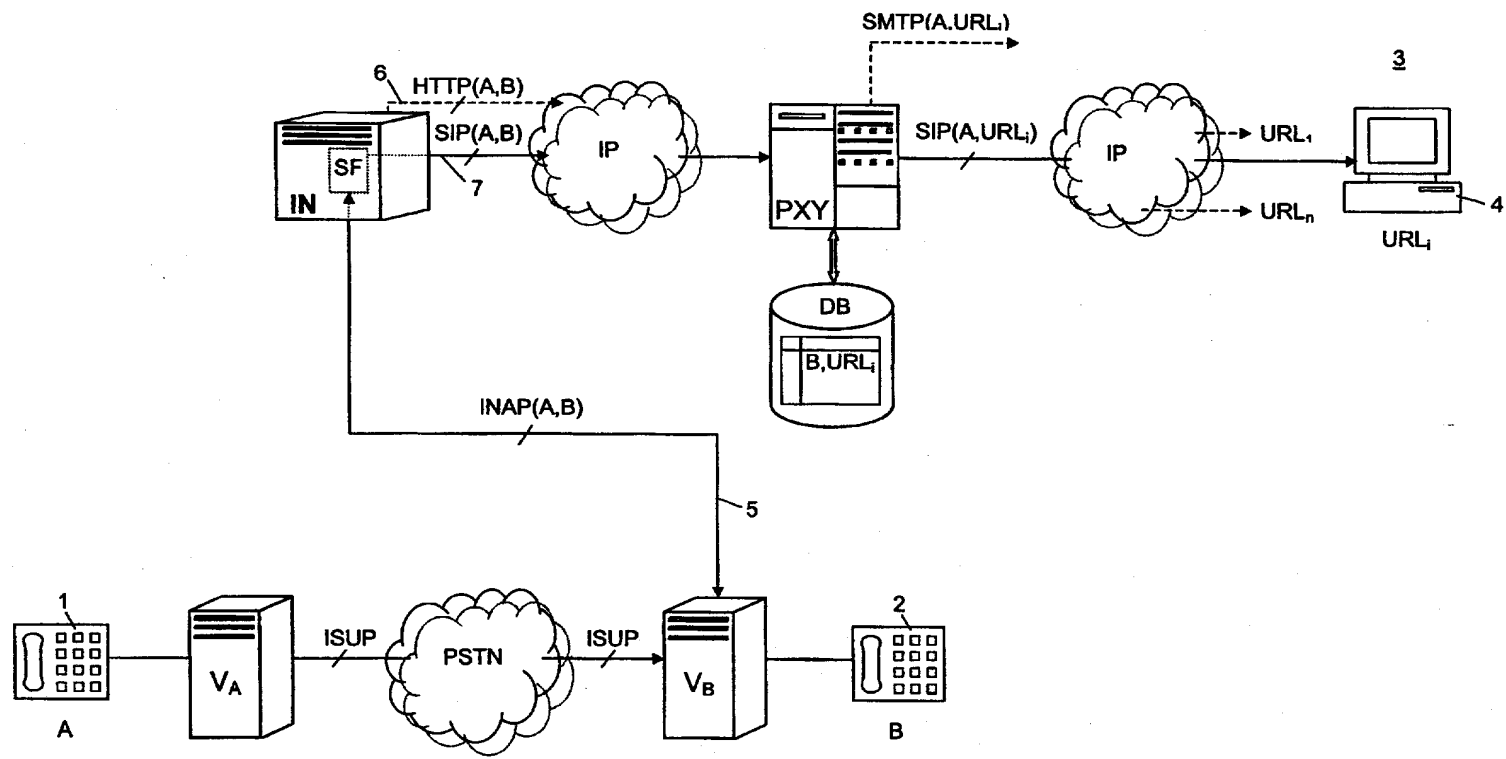 SMTP(A,URLi)
3
6
HTTP(A,B)
SIP(A,B)
IP
SIP(A,URLi)
IP
URL1
SF
7
IN
PXY
URLn
4
URLi
DB
B,URLi
INAP(A,B)
5
1
2
ISUP
PSTN
ISUP
VA
VB
A
B